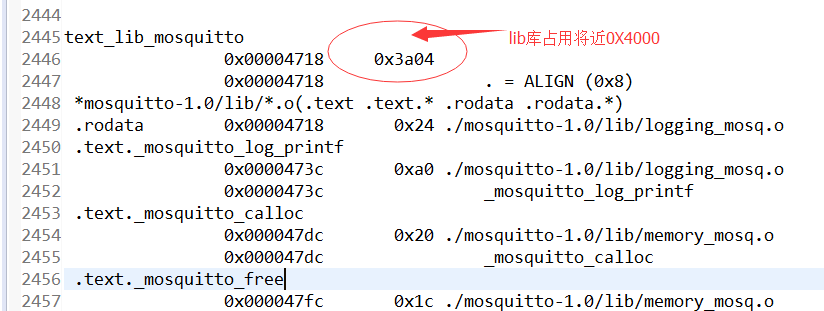 2444
2445 text_lib_mosquitto lib库占用将近0X4000
2446 0x00004718 0x3a04
2447 0x00004718 . = ALIGN (0x8)
2448 *mosquitto-1.0/lib/*.o(.text .text.* .rodata .rodata.*)
2449 .rodata 0x00004718 0x24 ./mosquitto-1.0/lib/logging_mosq.o
2450 .text._mosquitto_log_printf
2451 0x0000473c 0xa0 ./mosquitto-1.0/lib/logging_mosq.o
2452 0x0000473c _mosquitto_log_printf
2453 .text._mosquitto_calloc
2454 0x000047dc 0x20 ./mosquitto-1.0/lib/memory_mosq.o
2455 0x000047dc _mosquitto_calloc
2456 .text._mosquitto_free
2457 0x000047fc 0x1c ./mosquitto-1.0/lib/memory_mosq.o